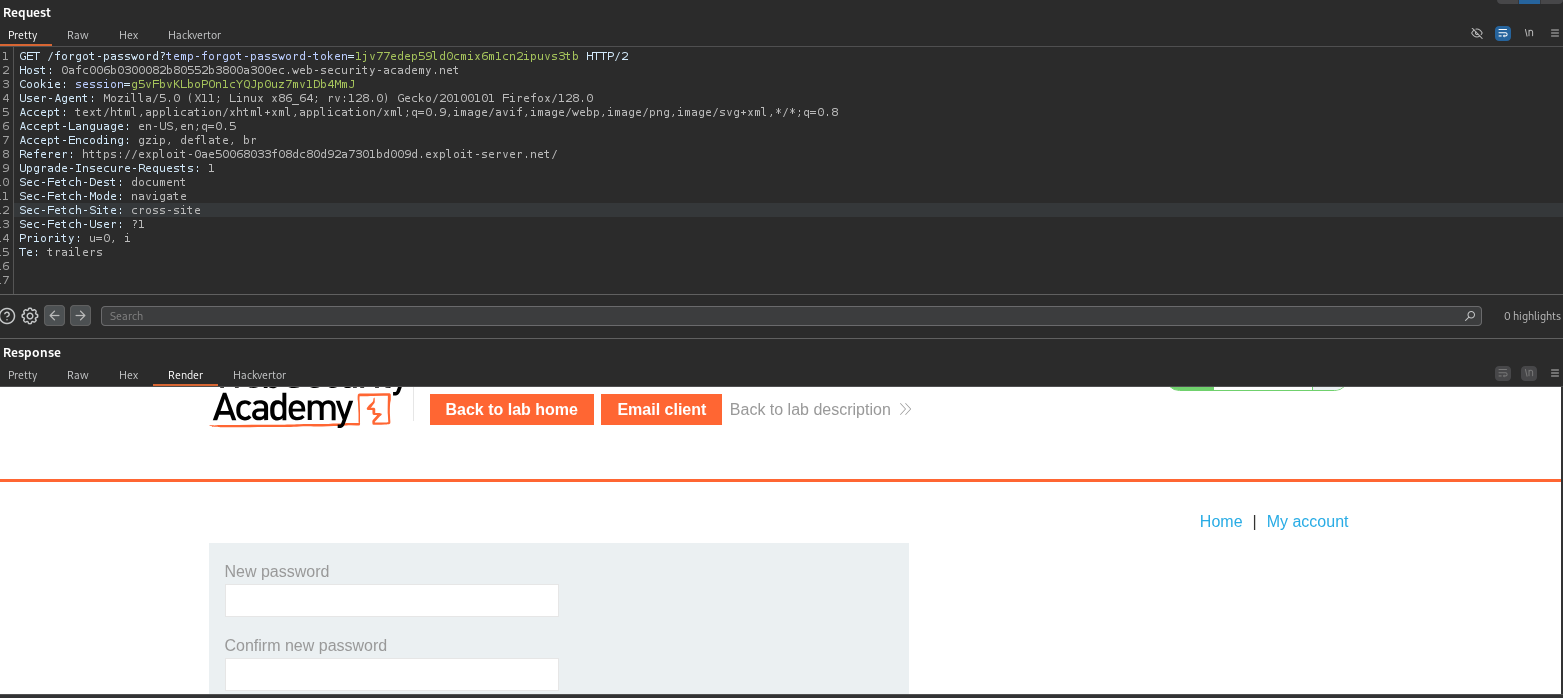 Request
Pretty Raw Hex Hackvertor
\n
1 GET /forgot-password?temp-forgot-password-token=1jv77edep59ld0cmix6m1cn2ipuvs3tb HTTP/2
2 Host: 0afc006b0300082b80552b3800a300ec.web-security-academy.net
3 Cookie: session=g5vFbvKLboPOn1cYQJp0uz7mv1Db4MmJ
4 User-Agent: Mozilla/5.0 (X11; Linux x86_64; rv:128.0) Gecko/20100101 Firefox/128.0
5 Accept: text/html,application/xhtml+xml,application/xml;q=0.9,image/avif,image/webp,image/png,image/svg+xml,*/*;q=0.8
6 Accept-Language: en-US,en;q=0.5
7 Accept-Encoding: gzip, deflate, br
8 Referer: https://exploit-0ae50068033f08dc80d92a7301bd009d.exploit-server.net/
9 Upgrade-Insecure-Requests: 1
0 Sec-Fetch-Dest: document
1 Sec-Fetch-Mode: navigate
2 Sec-Fetch-Site: cross-site
3 Sec-Fetch-User: ?1
4 Priority: u=0, i
5 Te: trailers
6
7
Search 0 highlights
Response
Pretty Raw Hex Render Hackvertor
\n
Academy Back to lab home Email client Back to lab description
Home | My account
New password
Confirm new password